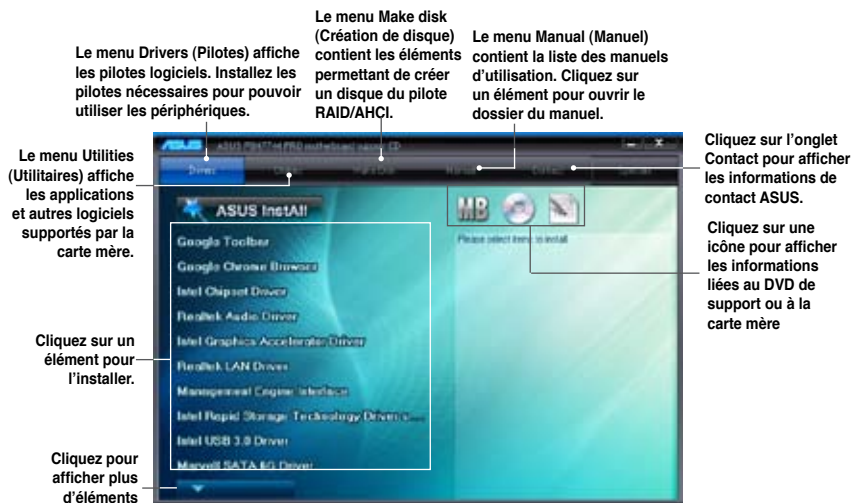 Le menu Drivers (Pilotes) affiche
les pilotes logiciels. Installez les
pilotes nécessaires pour pouvoir
utiliser les périphériques.
Le menu Make disk
(Création de disque)
contient les éléments
permettant de créer
un disque du pilote
RAID/AHCI.
Le menu Manual (Manuel)
contient la liste des manuels
d'utilisation. Cliquez sur
un élément pour ouvrir le
dossier du manuel.
Cliquez sur l'onglet
Contact pour afficher
les informations de
contact ASUS.
Cliquez sur une
icône pour afficher
les informations
liées au DVD de
support ou à la
carte mère
Le menu Utilities
(Utilitaires) affiche
les applications
et autres logiciels
supportés par la
carte mère.
Cliquez sur un
élément pour
l'installer.
Cliquez pour
afficher plus
d'éléments
ASUS
Drivers
Make Disk
Manual
Contact
ASUS InstAll
MB
Please select items to install
Google Toolbar
Google Chrome Browser
Intel Chipset Driver
Realtek Audio Driver
Intel Graphics Accelerator Driver
Realtek LAN Driver
Management Engine Interface
Intel Rapid Storage Technology Driver
Intel USB 3.0 Driver
Marvell SATA 6G Driver